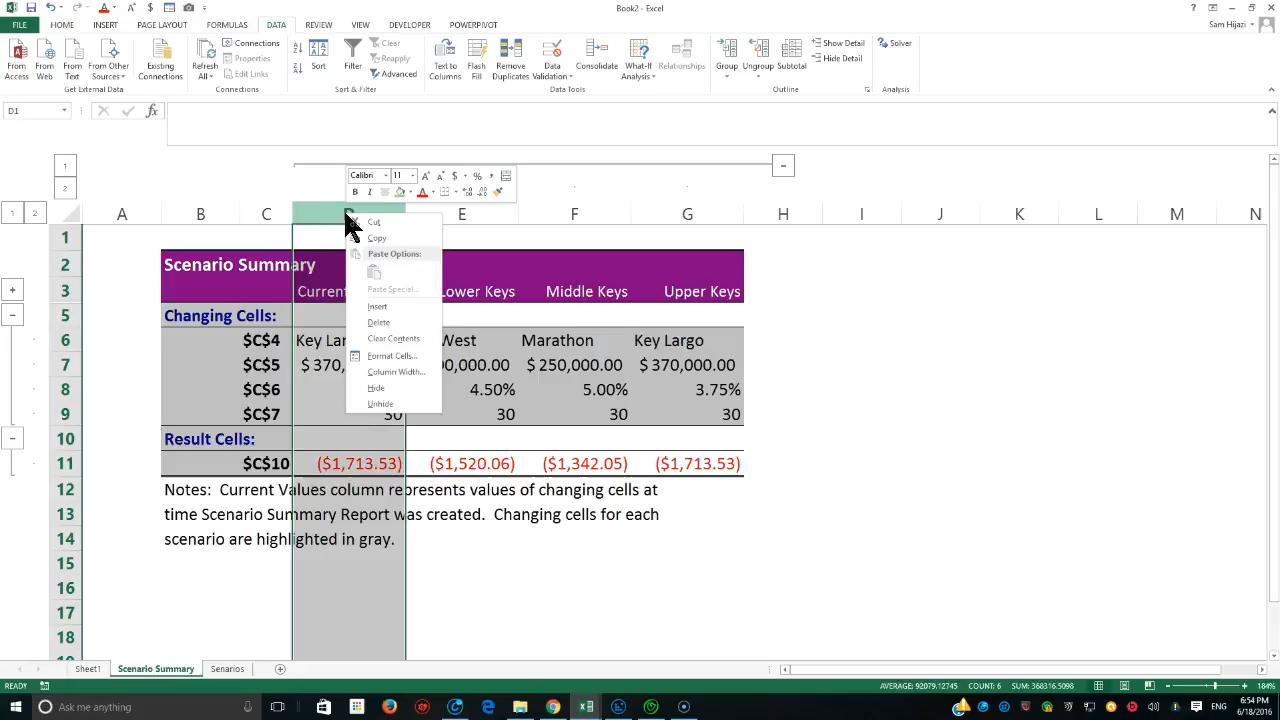 Book2 - Excel
FILE HOME INSERT PAGE LAYOUT FORMULAS DATA REVIEW VIEW DEVELOPER POWERPIVOT
Sam Hijazi
From Access
From Web
From Text
From Other Sources
Existing Connections
Refresh All
Connections
Properties
Edit Links
Sort
Filter
Clear
Reapply
Advanced
Text to Columns
Flash Fill
Remove Duplicates
Data Validation
Consolidate
What-If Analysis
Relationships
Group
Ungroup
Subtotal
Show Detail
Hide Detail
Solver
Get External Data
Connections
Sort & Filter
Data Tools
Outline
Analysis
D1
fx
1
2
Calibri 11 A A $ % ,
B I A
1 2
A B C E F G H I J K L M N
1
2 Scenario Summary
3 Current Lower Keys Middle Keys Upper Keys
5 Changing Cells:
6 $C$4 Key Lar West Marathon Key Largo
7 $C$5 $ 370, 0,000.00 $ 250,000.00 $ 370,000.00
8 $C$6 4.50% 5.00% 3.75%
9 $C$7 30 30 30 30
10 Result Cells:
11 $C$10 ($1,713.53) ($1,520.06) ($1,342.05) ($1,713.53)
12 Notes: Current Values column represents values of changing cells at
13 time Scenario Summary Report was created. Changing cells for each
14 scenario are highlighted in gray.
15
16
17
18
Cut
Copy
Paste Options:
Paste Special...
Insert
Delete
Clear Contents
Format Cells...
Column Width...
Hide
Unhide
Sheet1 Scenario Summary Senarios
READY
AVERAGE: 92079.12745 COUNT: 6 SUM: 368316.5098
184%
Ask me anything
ENG
6:54 PM
6/18/2016